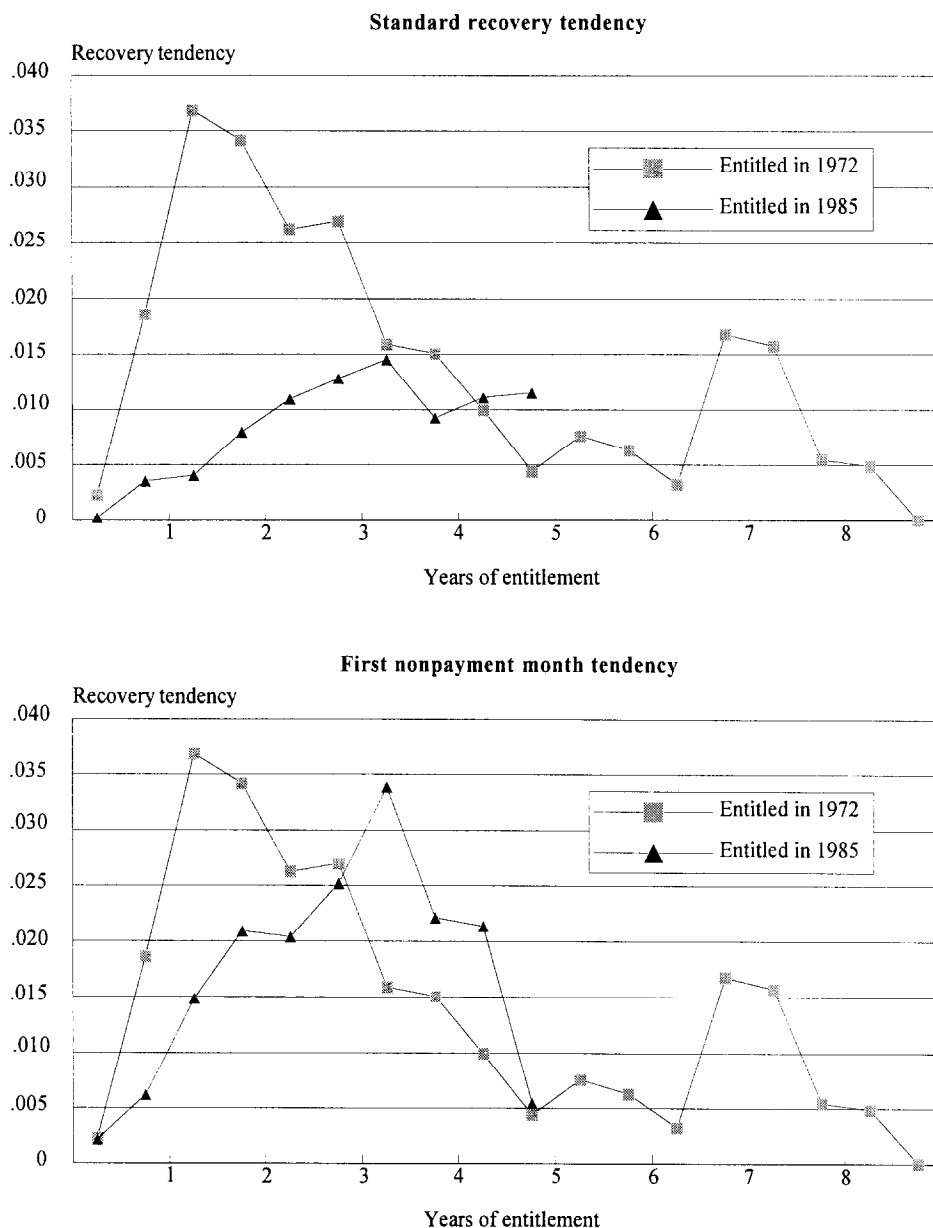 Standard recovery tendency
Recovery tendency
.040
.035
.030
.025
.020
.015
.010
.005
0
Entitled in 1972
Entitled in 1985
1 2 3 4 5 6 7 8
Years of entitlement
First nonpayment month tendency
Recovery tendency
.040
.035
.030
.025
.020
.015
.010
.005
0
Entitled in 1972
Entitled in 1985
1 2 3 4 5 6 7 8
Years of entitlement